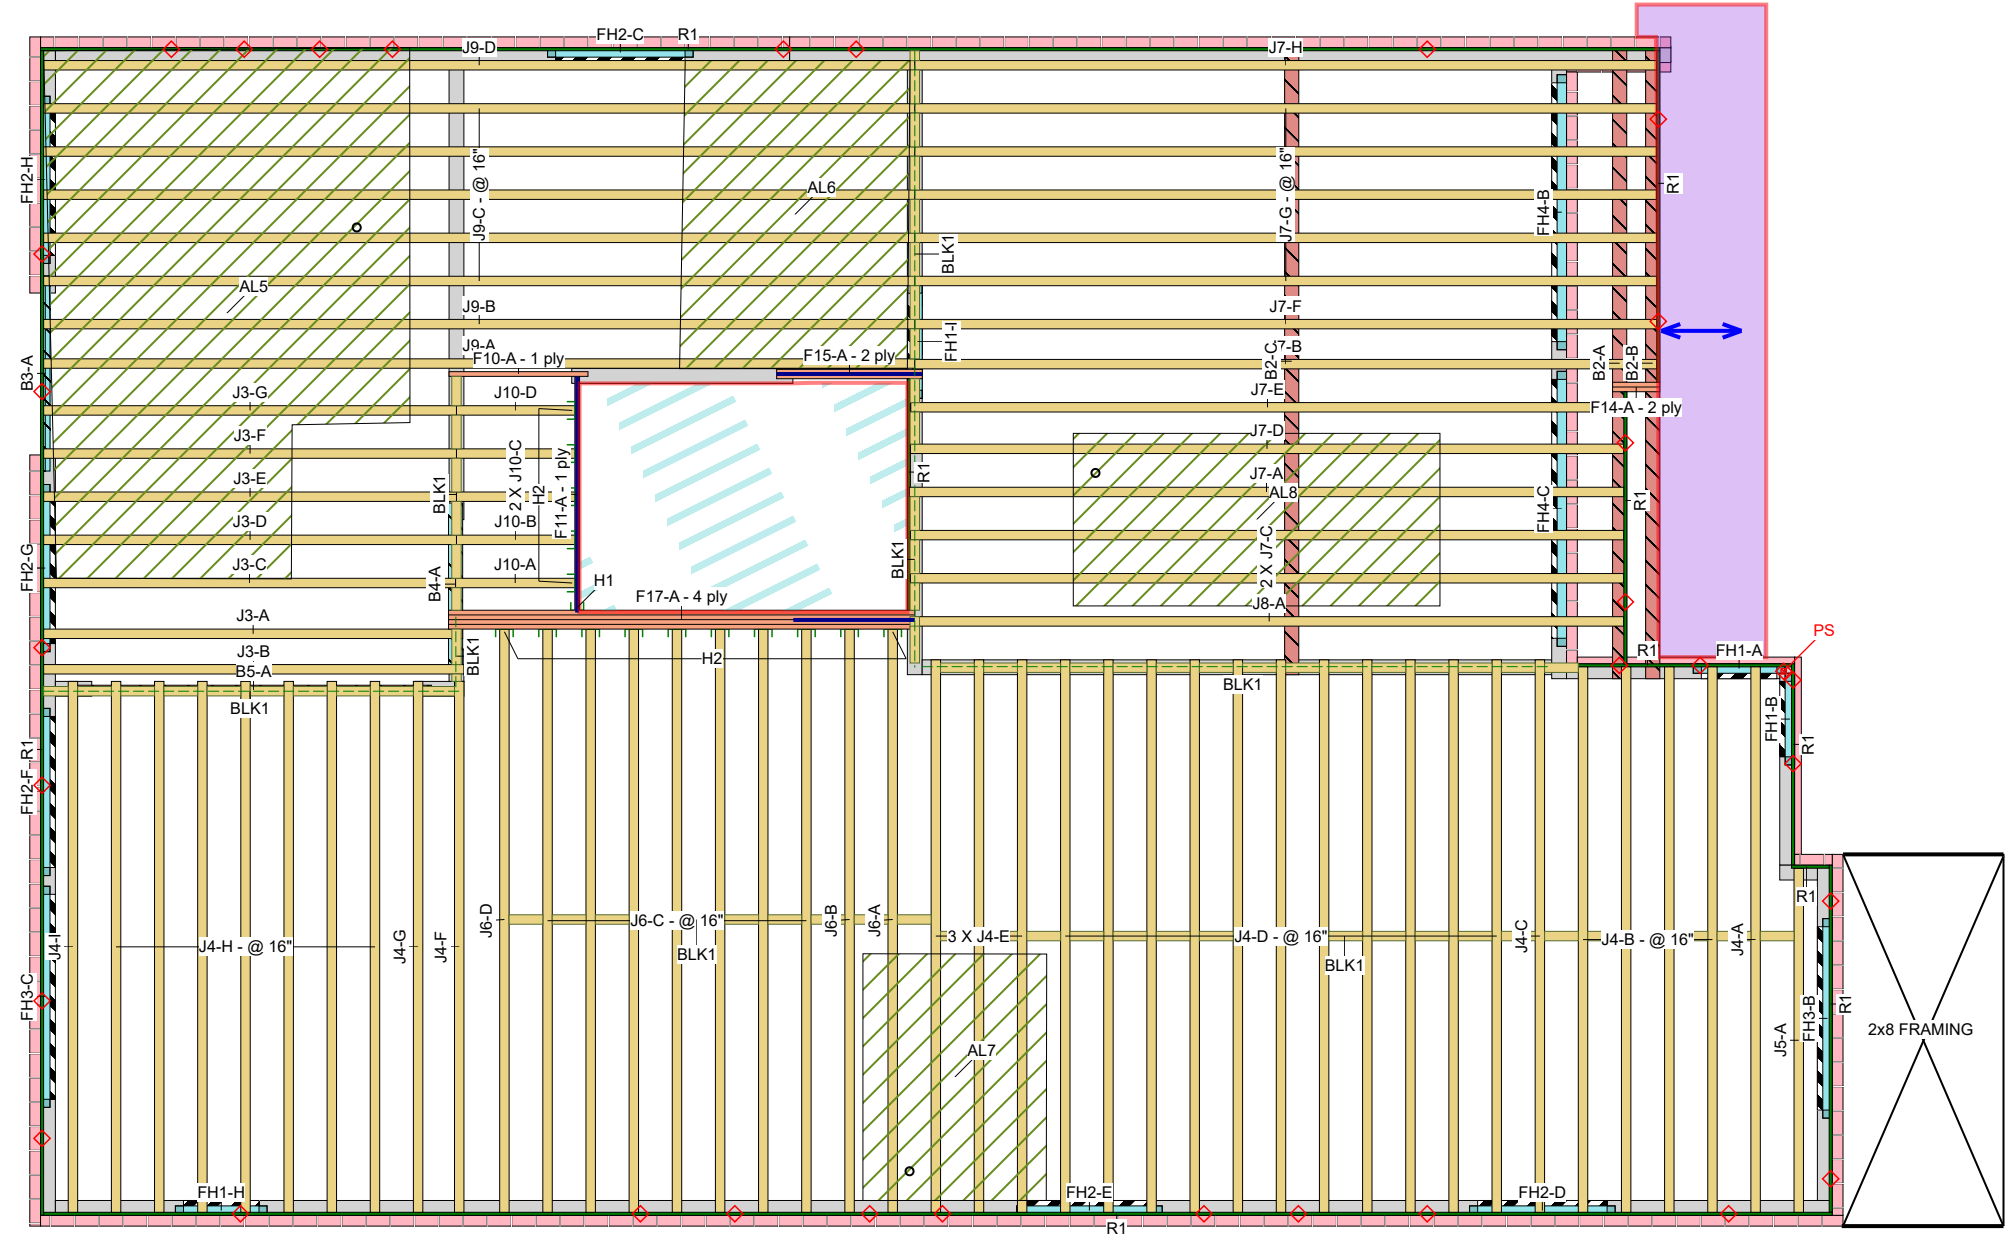 FH2-C
R1
J9-D
J7-H
FH2-H
J9-C - @ 16"
AL6
J7-G - @ 16"
FH4-B
R1
BLK1
AL5
J9-B
J7-F
J9-A
F10-A - 1 ply
F15-A - 2 ply
FH1-I
B2-C
J7-B
B2-A
B2-B
B3-A
J3-G
J10-D
J7-E
F14-A - 2 ply
J3-F
J7-D
BLK1
2 X J10-C
H2
F11-A - 1 ply
R1
J3-E
J7-A
AL8
FH4-C
R1
J3-D
J10-B
J3-C
J10-A
FH2-G
B4-A
H1
BLK1
2 X J7-C
F17-A - 4 ply
J8-A
J3-A
PS
J3-B
BLK1
H2
R1
FH1-A
B5-A
BLK1
BLK1
FH1-B
R1
R1
FH2-F
R1
J6-D
J6-C - @ 16"
J6-B
J6-A
J4-I
J4-H - @ 16"
J4-G
J4-F
BLK1
3 X J4-E
J4-D - @ 16"
BLK1
J4-C
J4-B - @ 16"
J4-A
FH3-C
AL7
J5-A
FH3-B
R1
2x8 FRAMING
FH1-H
FH2-E
FH2-D
R1